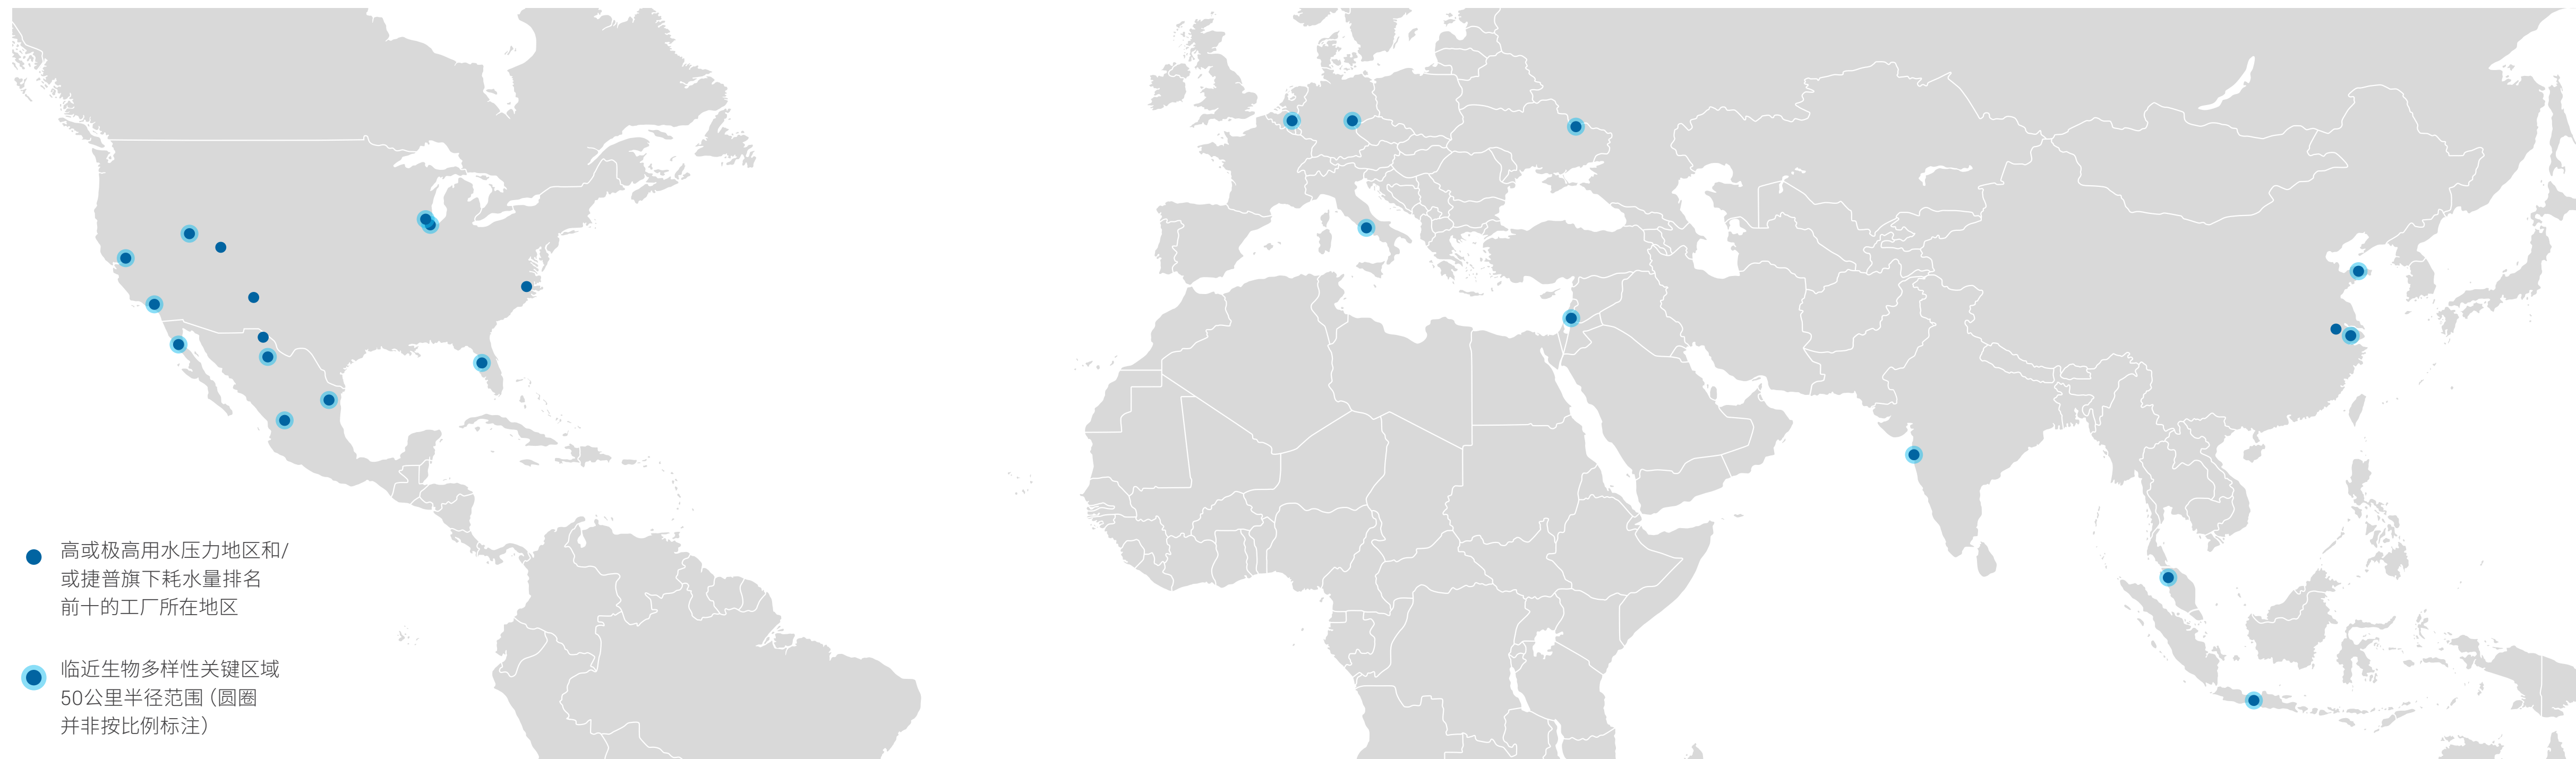 高或极高用水压力地区和/
或捷普旗下耗水量排名
前十的工厂所在地区
临近生物多样性关键区域
50公里半径范围（圆圈
并非按比例标注）